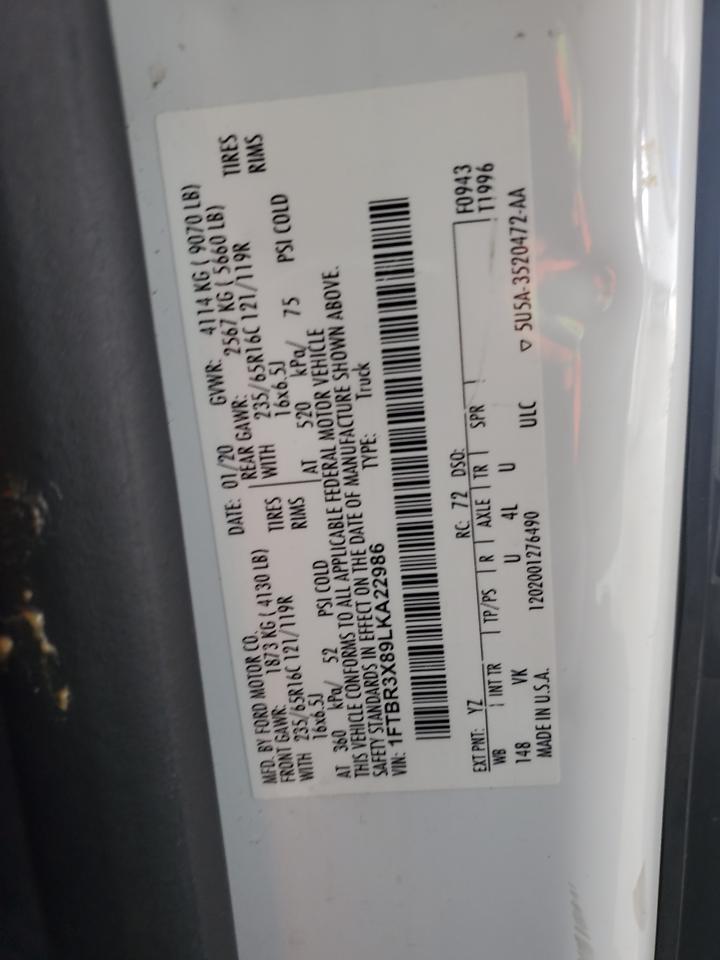 MFD. BY FORD MOTOR CO.
DATE: 01/20 GVWR: 4114 KG ( 9070 LB)
FRONT GAWR: 1873 KG ( 4130 LB) REAR GAWR: 2567 KG ( 5660 LB)
WITH 235/65R16C 121/119R TIRES WITH 235/65R16C 121/119R TIRES
16x6.5J RIMS 16x6.5J RIMS
AT 360 kPa/ 52 PSI COLD AT 520 kPa/ 75 PSI COLD
THIS VEHICLE CONFORMS TO ALL APPLICABLE FEDERAL MOTOR VEHICLE
SAFETY STANDARDS IN EFFECT ON THE DATE OF MANUFACTURE SHOWN ABOVE.
VIN: 1FTBR3X89LKA22986 TYPE: Truck
F0943
EXT PNT: YZ RC: 72 DSO: T1996
WB INT TR TP/PS R AXLE TR SPR
148 VK U 4L U
MADE IN U.S.A. 1202001276490 ULC ▽ 5U5A-3520472-AA